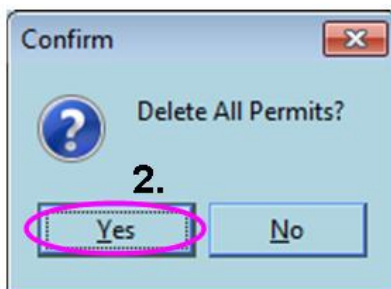 Confirm
Delete All Permits?
2.
Yes
No